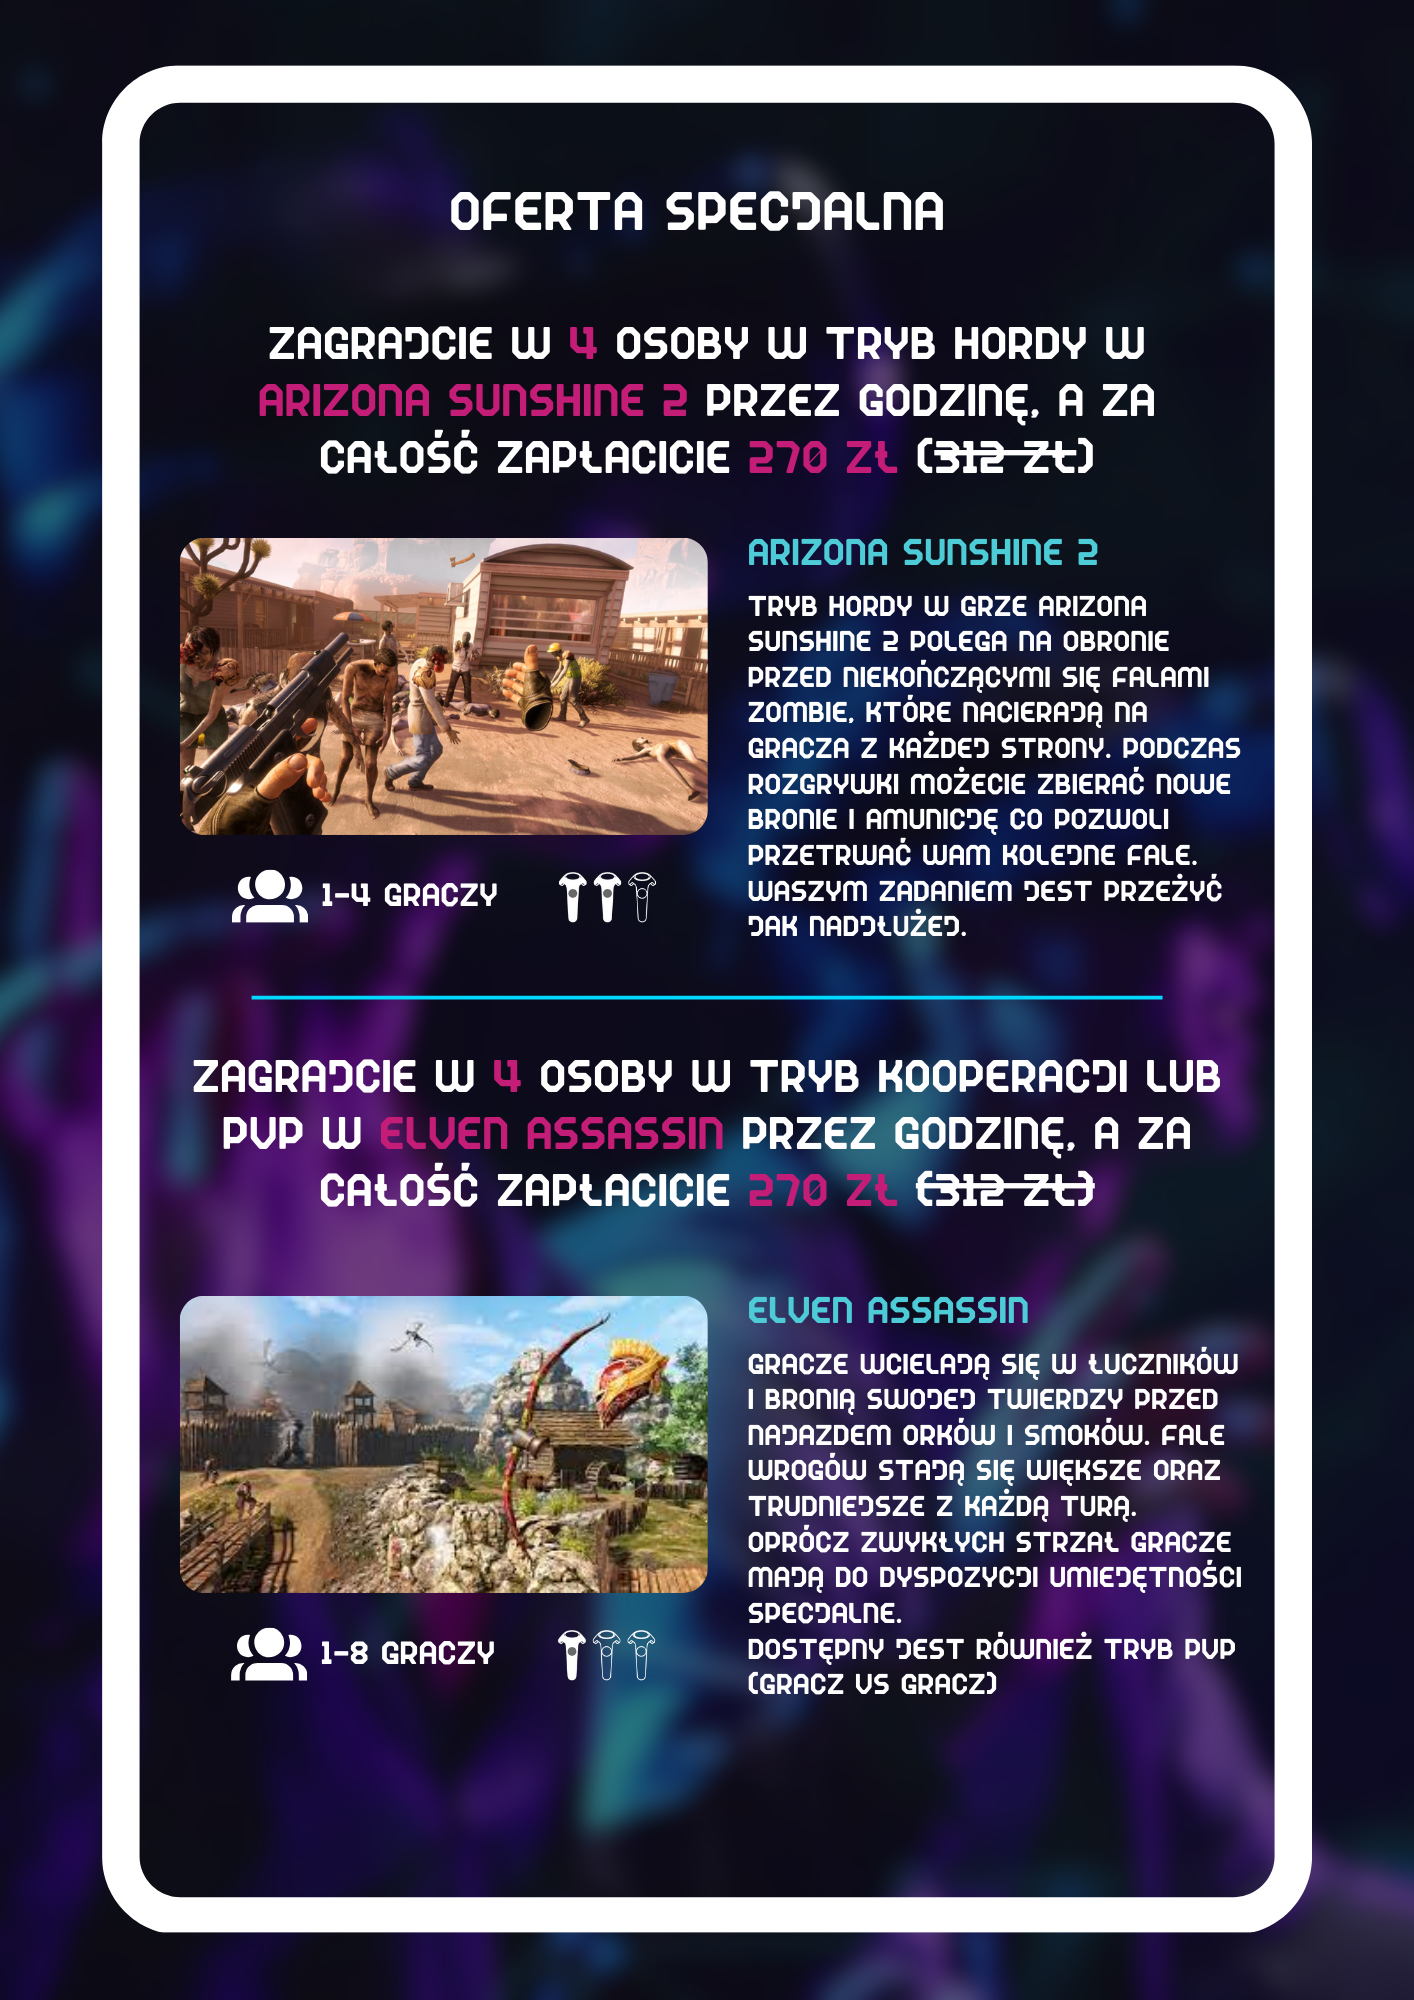 OFERTA SPECJALNA
ZAGRAJCIE W 4 OSOBY W TRYB HORDY W
ARIZONA SUNSHINE 2 PRZEZ GODZINĘ, A ZA
CAŁOŚĆ ZAPŁACICIE 270 ZŁ (312 ZŁ)
ARIZONA SUNSHINE 2
TRYB HORDY W GRZE ARIZONA
SUNSHINE 2 POLEGA NA OBRONIE
PRZED NIEKOŃCZĄCYMI SIĘ FALAMI
ZOMBIE, KTÓRE NACIERAJĄ NA
GRACZA Z KAŻDEJ STRONY. PODCZAS
ROZGRYWKI MOŻECIE ZBIERAĆ NOWE
BRONIE I AMUNICJĘ CO POZWOLI
PRZETRWAĆ WAM KOLEJNE FALE.
WASZYM ZADANIEM JEST PRZEŻYĆ
JAK NAJDŁUŻEJ.
1-4 GRACZY
ZAGRAJCIE W 4 OSOBY W TRYB KOOPERACJI LUB
PVP W ELVEN ASSASSIN PRZEZ GODZINĘ, A ZA
CAŁOŚĆ ZAPŁACICIE 270 ZŁ (312 ZŁ)
ELVEN ASSASSIN
GRACZE WCIELAJĄ SIĘ W ŁUCZNIKÓW
I BRONIĄ SWOJEJ TWIERDZY PRZED
NAJAZDEM ORKÓW I SMOKÓW. FALE
WROGÓW STAJĄ SIĘ WIĘKSZE ORAZ
TRUDNIEJSZE Z KAŻDĄ TURĄ.
OPRÓCZ ZWYKŁYCH STRZAŁ GRACZE
MAJĄ DO DYSPOZYCJI UMIEJĘTNOŚCI
SPECJALNE.
DOSTĘPNY JEST RÓWNIEŻ TRYB PVP
(GRACZ VS GRACZ)
1-8 GRACZY